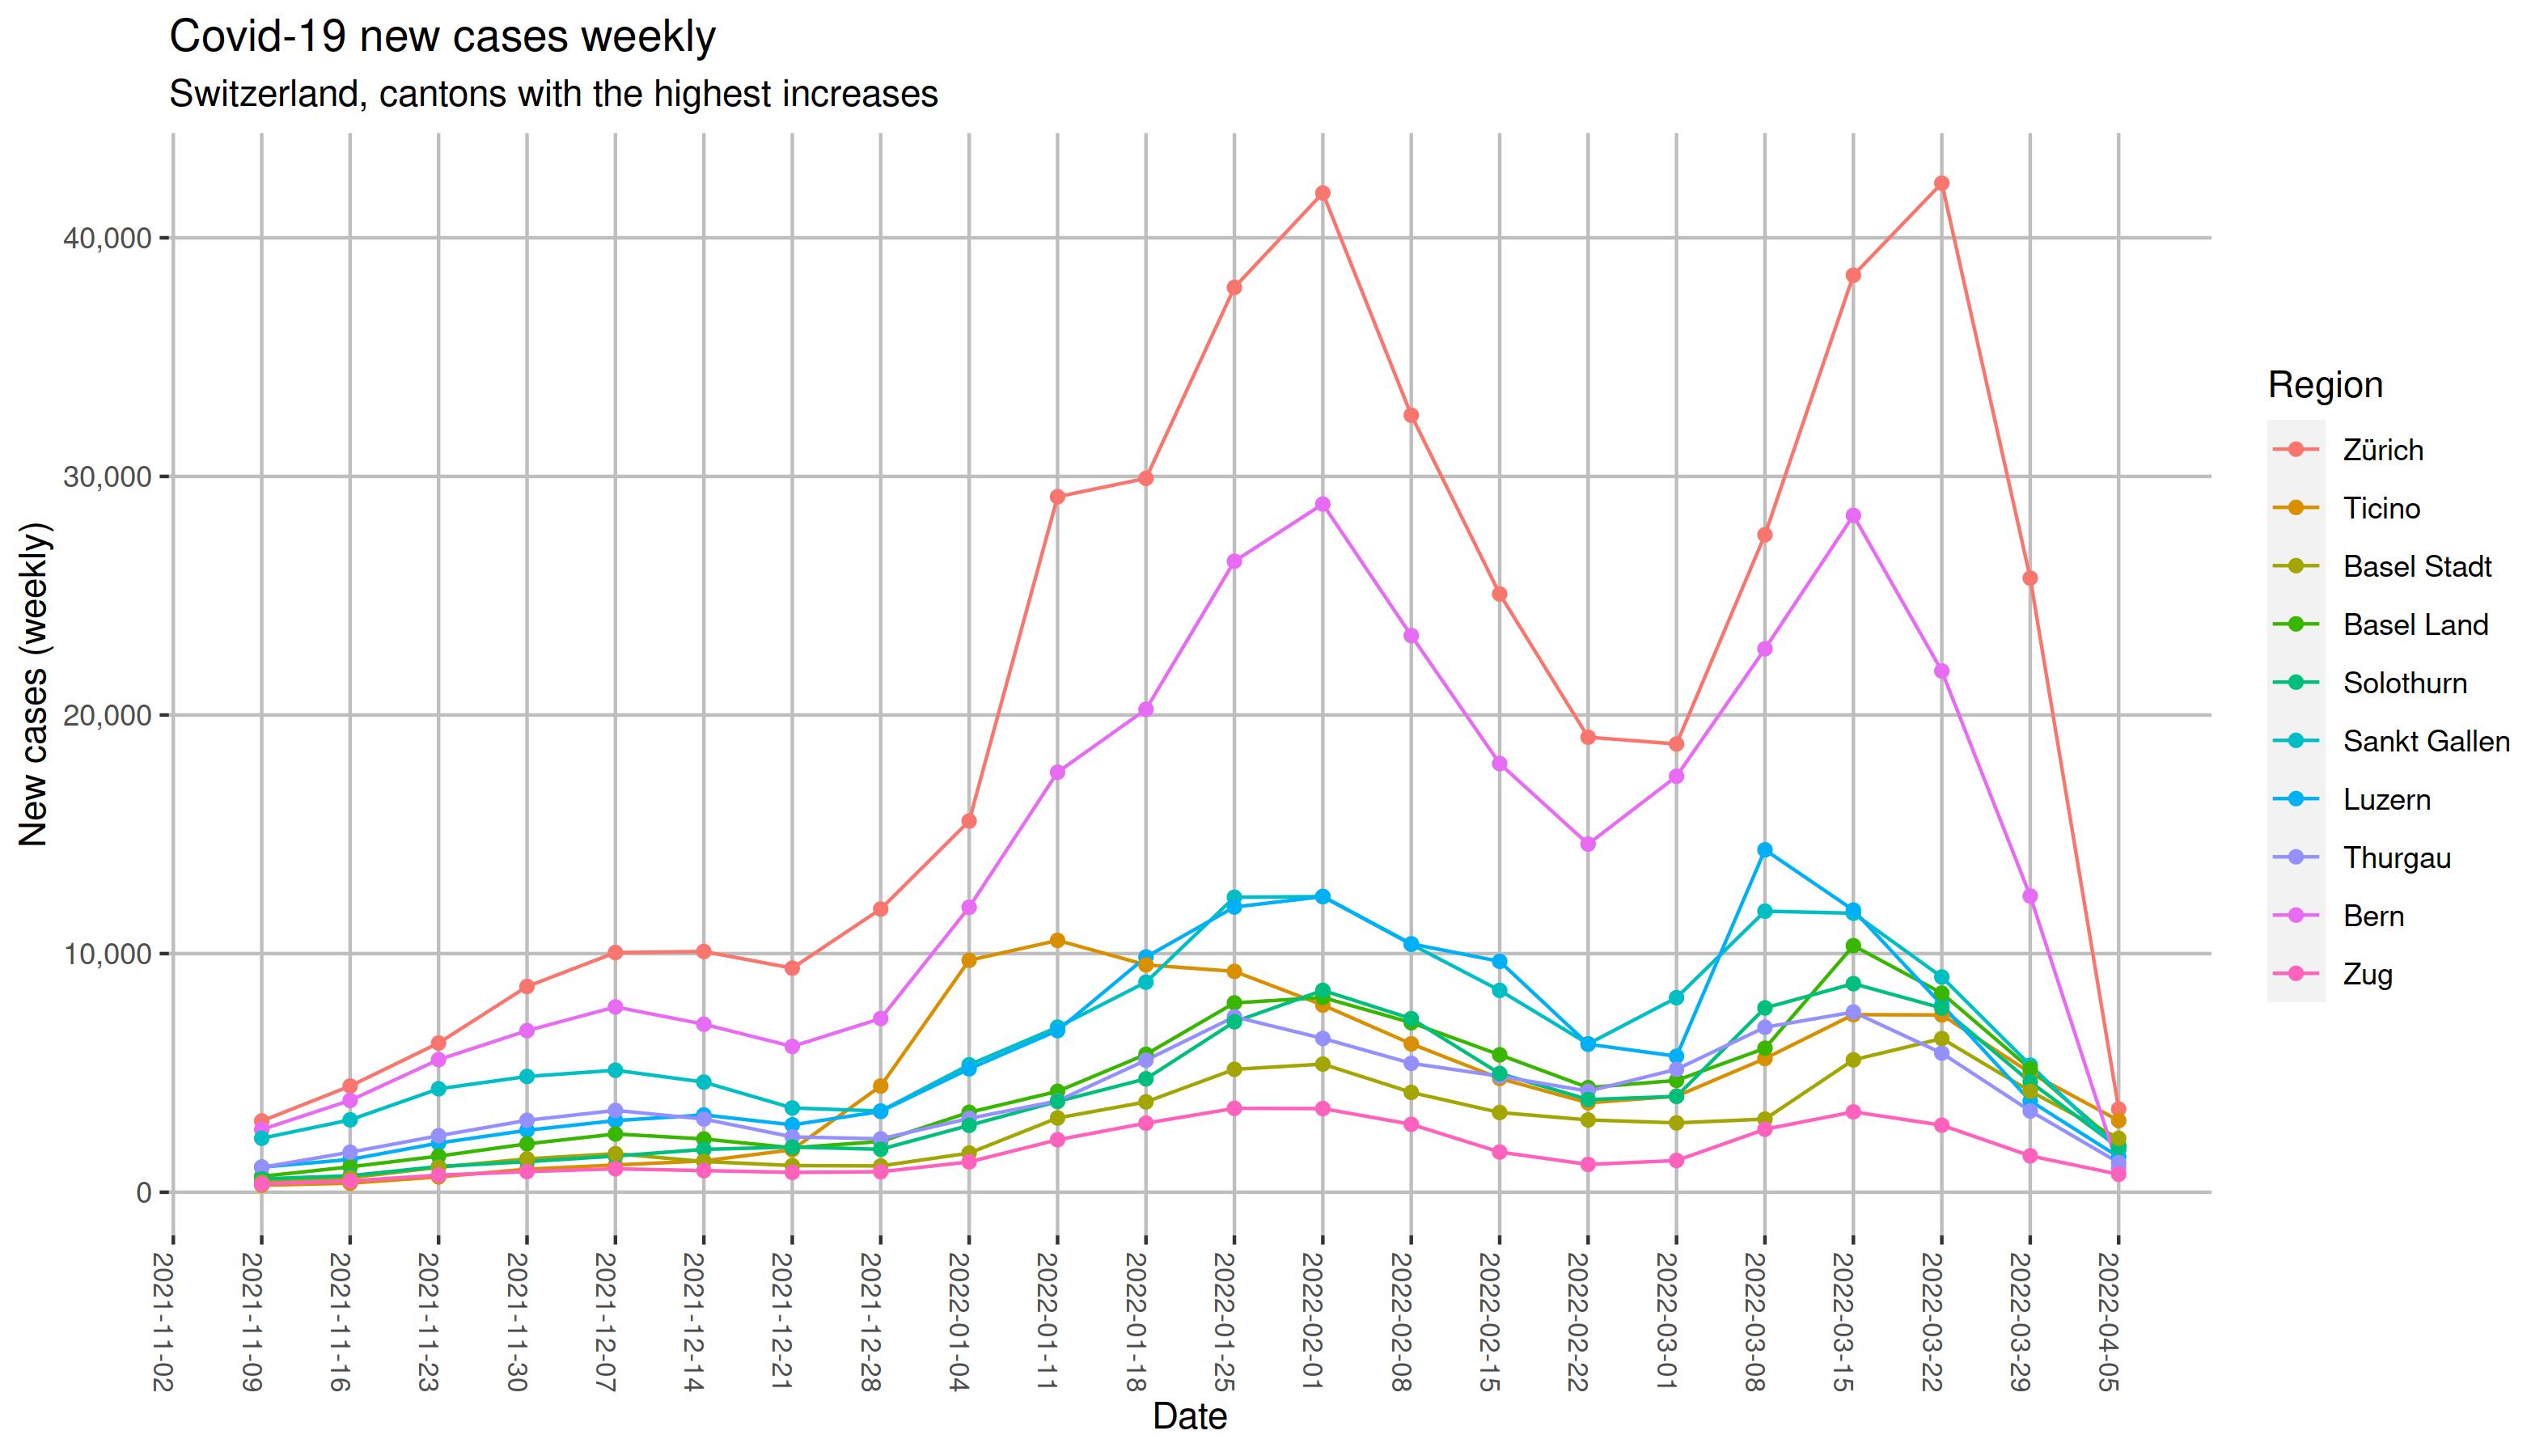 Covid-19 new cases weekly
Switzerland, cantons with the highest increases
New cases (weekly)
40,000
30,000
20,000
10,000
0
2021-11-02
2021-11-09
2021-11-16
2021-11-23
2021-11-30
2021-12-07
2021-12-14
2021-12-21
2021-12-28
2022-01-04
2022-01-11
2022-01-18
2022-01-25
2022-02-01
2022-02-08
2022-02-15
2022-02-22
2022-03-01
2022-03-08
2022-03-15
2022-03-22
2022-03-29
2022-04-05
Date
Region
Zürich
Ticino
Basel Stadt
Basel Land
Solothurn
Sankt Gallen
Luzern
Thurgau
Bern
Zug